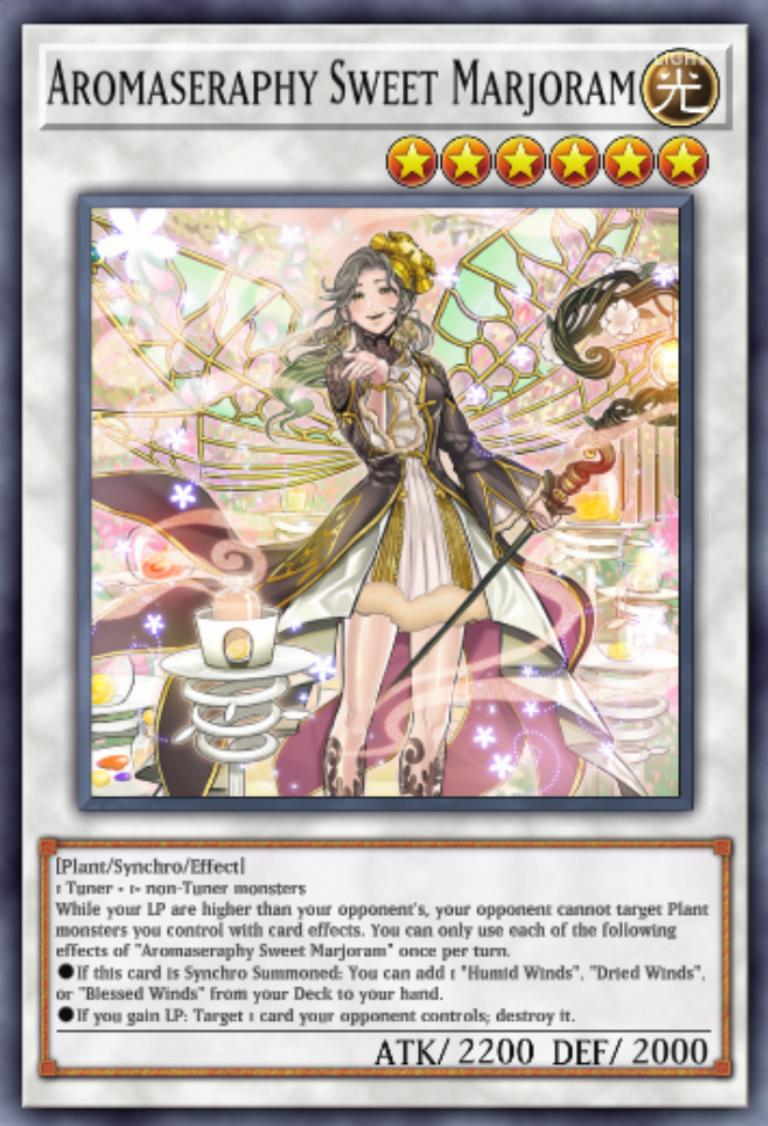 AROMASERAPHY SWEET MARJORAM
LIGHT
光
[Plant/Synchro/Effect]
1 Tuner + 1+ non-Tuner monsters
While your LP are higher than your opponent's, your opponent cannot target Plant
monsters you control with card effects. You can only use each of the following
effects of "Aromaseraphy Sweet Marjoram" once per turn.
●If this card is Synchro Summoned: You can add 1 "Humid Winds", "Dried Winds",
or "Blessed Winds" from your Deck to your hand.
●If you gain LP: Target 1 card your opponent controls; destroy it.
ATK/ 2200 DEF/ 2000